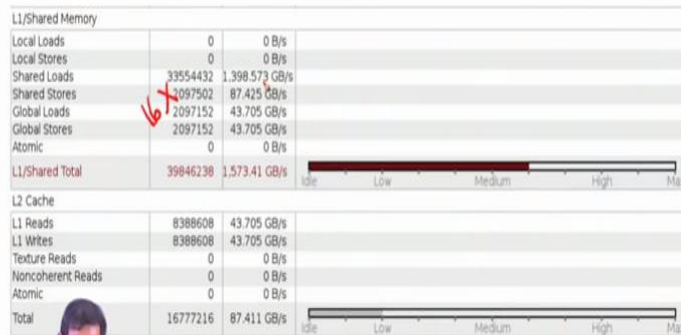 L1/Shared Memory
Local Loads 0 0 B/s
Local Stores 0 0 B/s
Shared Loads 33554432 1,398.573 GB/s
Shared Stores 2097502 87.425 GB/s
16 X
Global Loads 2097152 43.705 GB/s
Global Stores 2097152 43.705 GB/s
Atomic 0 0 B/s
L1/Shared Total 39846238 1,573.41 GB/s
Idle Low Medium High Ma
L2 Cache
L1 Reads 8388608 43.705 GB/s
L1 Writes 8388608 43.705 GB/s
Texture Reads 0 0 B/s
Noncoherent Reads 0 0 B/s
Atomic 0 0 B/s
Total 16777216 87.411 GB/s
Idle Low Medium High Ma